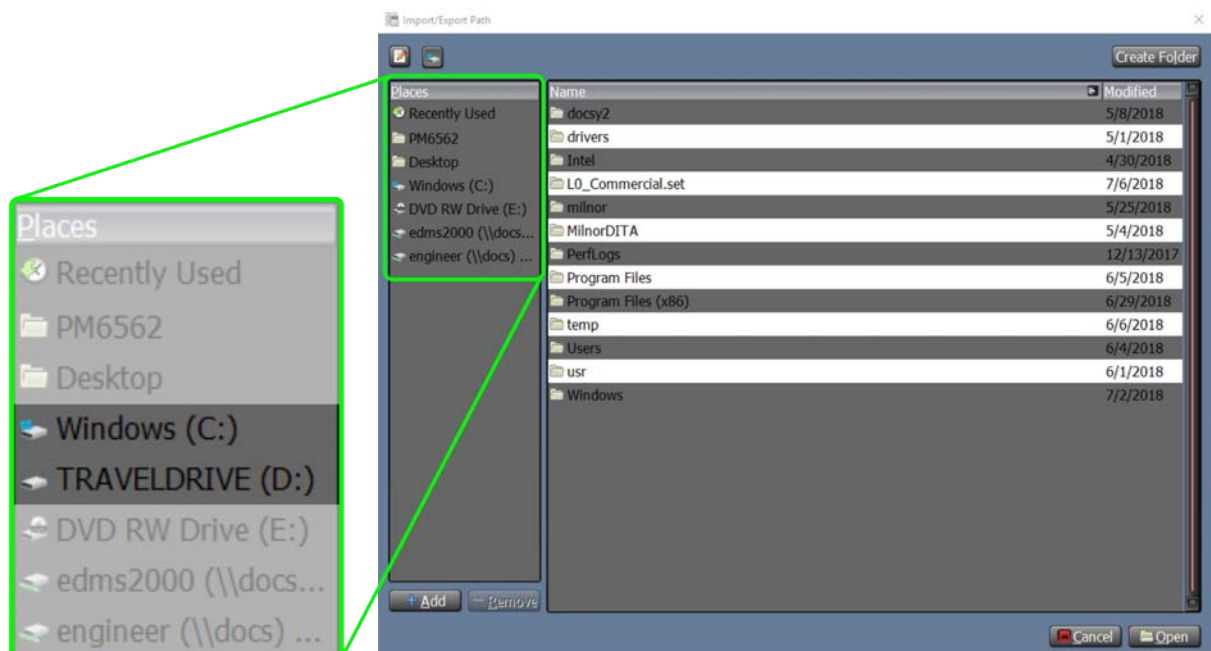 Import/Export Path
Create Folder
Places
Recently Used
PM6562
Desktop
Windows (C:)
DVD RW Drive (E:)
edms2000 (\\docs...
engineer (\\docs) ...
Name Modified
docsy2 5/8/2018
drivers 5/1/2018
Intel 4/30/2018
L0_Commercial.set 7/6/2018
milnor 5/25/2018
MilnorDITA 5/4/2018
PerfLogs 12/13/2017
Program Files 6/5/2018
Program Files (x86) 6/29/2018
temp 6/6/2018
Users 6/4/2018
usr 6/1/2018
Windows 7/2/2018
Add Remove
Cancel Open
Places
Recently Used
PM6562
Desktop
Windows (C:)
TRAVELDRIVE (D:)
DVD RW Drive (E:)
edms2000 (\\docs...
engineer (\\docs) ...